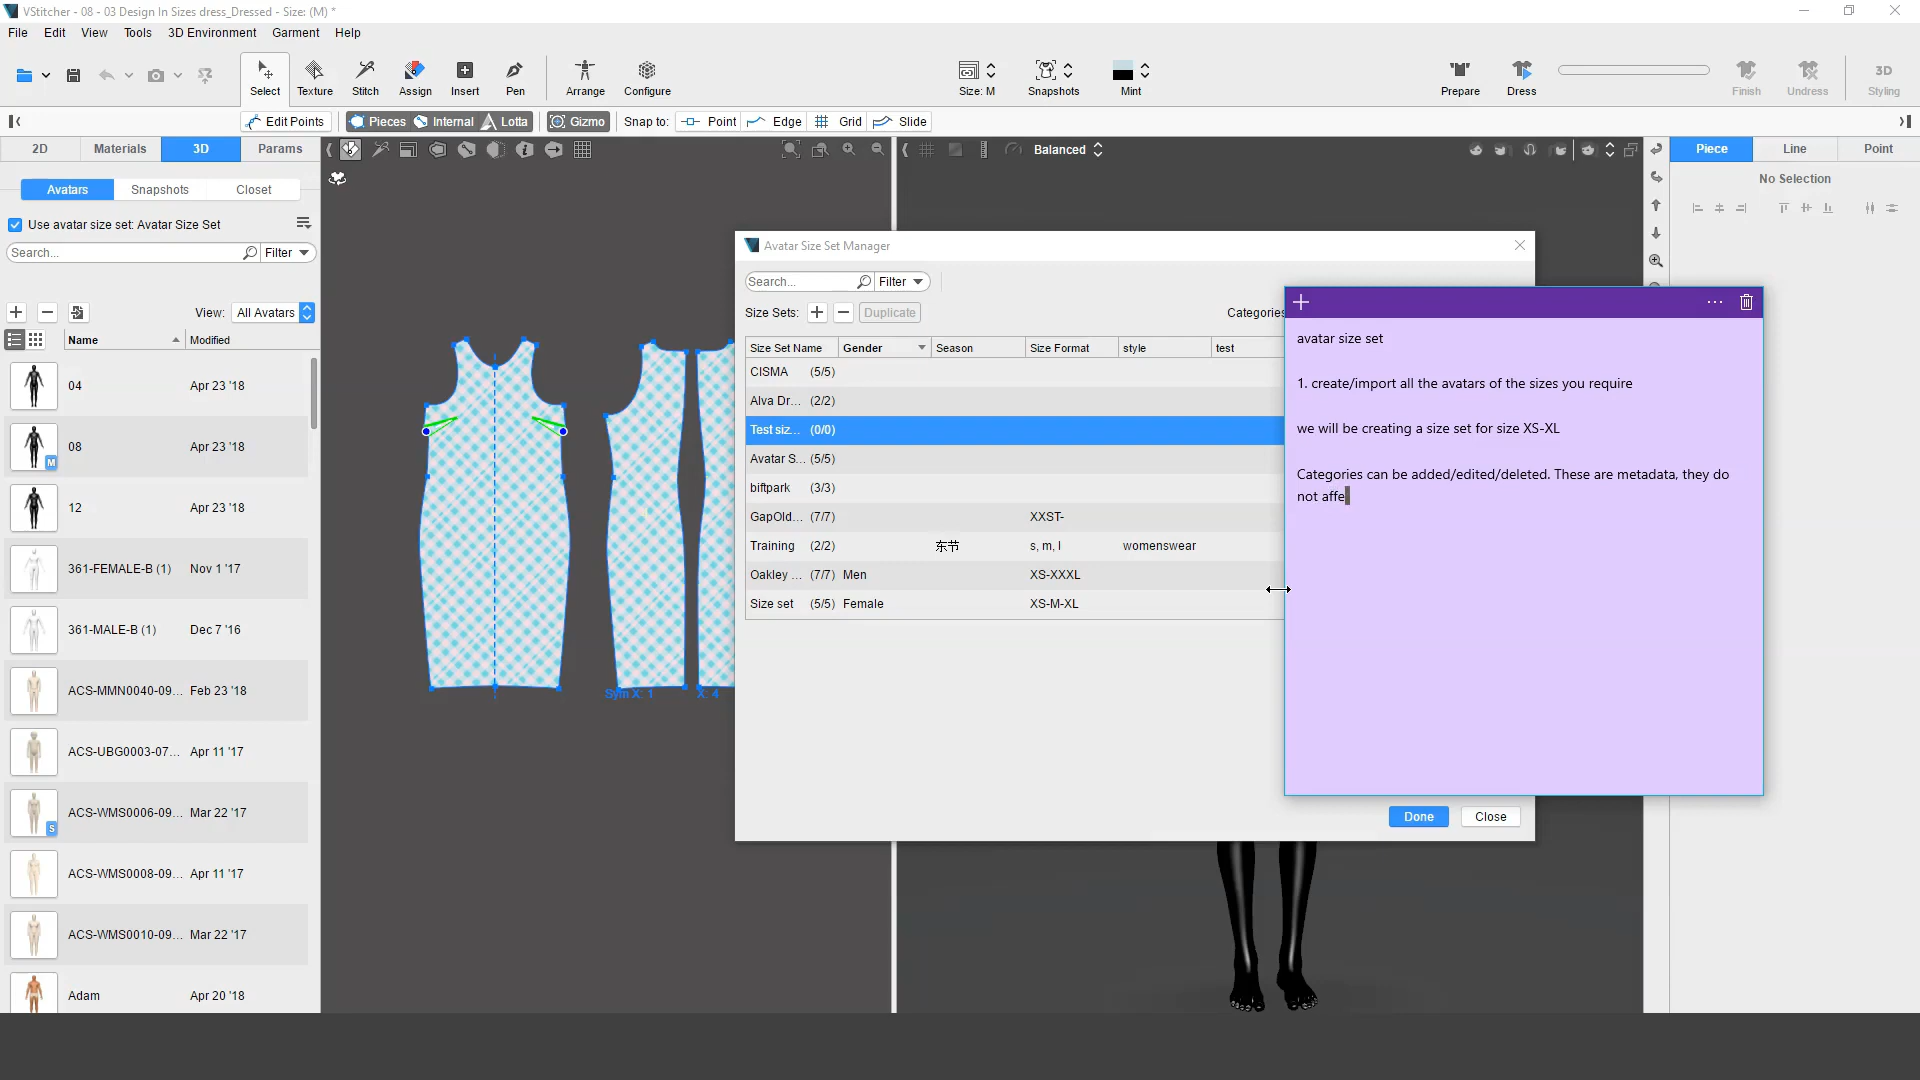 VStitcher - 08 - 03 Design In Sizes dress_Dressed - Size: (M) *
File Edit View Tools 3D Environment Garment Help
Select Texture Stitch Assign Insert Pen Arrange Configure Size: M Snapshots Mint Prepare Dress Finish Undress 3D Styling
Edit Points Pieces Internal Lotta Gizmo Snap to: Point Edge Grid Slide
2D Materials 3D Params
Balanced
Piece Line Point
No Selection
Avatars Snapshots Closet
Use avatar size set: Avatar Size Set
Search... Filter
View: All Avatars
Name Modified
04 Apr 23 '18
08 Apr 23 '18
M
12 Apr 23 '18
361-FEMALE-B (1) Nov 1 '17
361-MALE-B (1) Dec 7 '16
ACS-MMN0040-09... Feb 23 '18
ACS-UBG0003-07... Apr 11 '17
ACS-WMS0006-09... Mar 22 '17
S
ACS-WMS0008-09... Apr 11 '17
ACS-WMS0010-09... Mar 22 '17
Adam Apr 20 '18
Sym X: 1
X: 4
Avatar Size Set Manager
Search... Filter
Size Sets: Duplicate Categories
Size Set Name Gender Season Size Format style test
CISMA (5/5)
Alva Dr... (2/2)
Test siz... (0/0)
Avatar S... (5/5)
biftpark (3/3)
GapOld... (7/7) XXST-
Training (2/2) 东节 s, m, l womenswear
Oakley ... (7/7) Men XS-XXXL
Size set (5/5) Female XS-M-XL
Done Close
avatar size set
1. create/import all the avatars of the sizes you require
we will be creating a size set for size XS-XL
Categories can be added/edited/deleted. These are metadata, they do
not affe